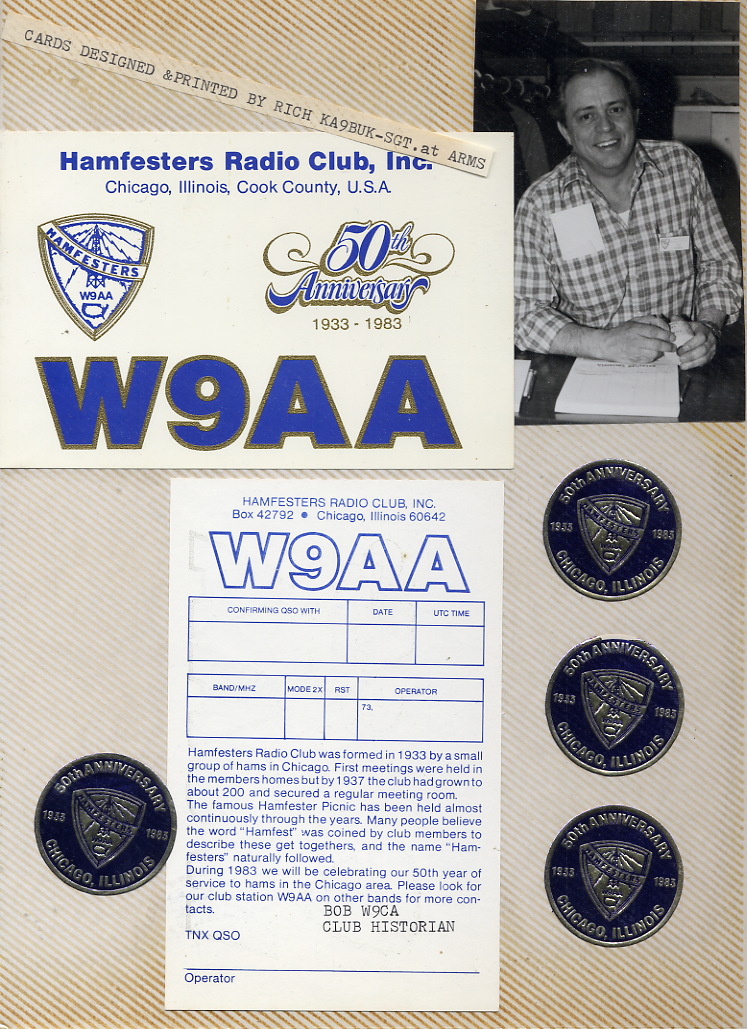 CARDS DESIGNED &PRINTED BY RICH KA9BUK-SGT.at ARMS
Hamfesters Radio Club, Inc.
Chicago, Illinois, Cook County, U.S.A.
HAMFESTERS
W9AA
50th
Anniversary
1933 - 1983
W9AA
HAMFESTERS RADIO CLUB, INC.
Box 42792 • Chicago, Illinois 60642
W9AA
CONFIRMING QSO WITH DATE UTC TIME
BAND/MHZ MODE 2X RST OPERATOR
73,
Hamfesters Radio Club was formed in 1933 by a small
group of hams in Chicago. First meetings were held in
the members homes but by 1937 the club had grown to
about 200 and secured a regular meeting room.
The famous Hamfester Picnic has been held almost
continuously through the years. Many people believe
the word "Hamfest" was coined by club members to
describe these get togethers, and the name "Ham-
festers" naturally followed.
During 1983 we will be celebrating our 50th year of
service to hams in the Chicago area. Please look for
our club station W9AA on other bands for more con-
tacts.
BOB W9CA
CLUB HISTORIAN
TNX QSO
Operator
50th ANNIVERSARY
1933 1983
HAMFESTERS
CHICAGO, ILLINOIS
50th ANNIVERSARY
1933 1983
HAMFESTERS
CHICAGO, ILLINOIS
50th ANNIVERSARY
1933 1983
HAMFESTERS
CHICAGO, ILLINOIS
50th ANNIVERSARY
1933 1983
HAMFESTERS
CHICAGO, ILLINOIS